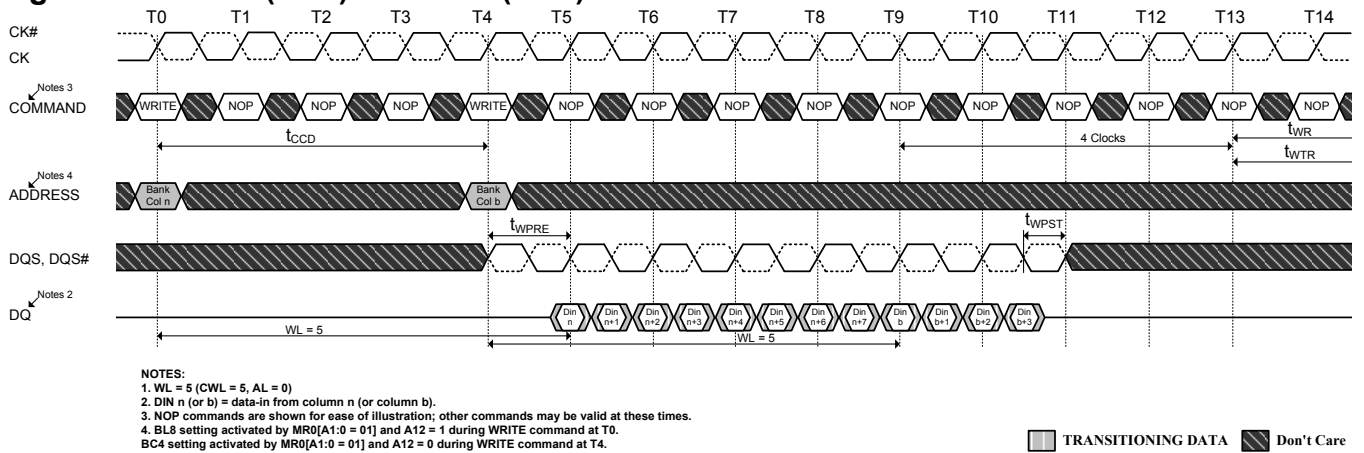 T0 T1 T2 T3 T4 T5 T6 T7 T8 T9 T10 T11 T12 T13 T14
CK#
CK
Notes 3
COMMAND
WRITE NOP NOP NOP WRITE NOP NOP NOP NOP NOP NOP NOP NOP NOP NOP
tCCD
4 Clocks
tWR
tWTR
Notes 4
ADDRESS
Bank Col n
Bank Col b
tWPRE
tWPST
DQS, DQS#
Notes 2
DQ
Din n Din n+1 Din n+2 Din n+3 Din n+4 Din n+5 Din n+6 Din n+7 Din b Din b+1 Din b+2 Din b+3
WL = 5
WL = 5
NOTES:
1. WL = 5 (CWL = 5, AL = 0)
2. DIN n (or b) = data-in from column n (or column b).
3. NOP commands are shown for ease of illustration; other commands may be valid at these times.
4. BL8 setting activated by MR0[A1:0 = 01] and A12 = 1 during WRITE command at T0.
BC4 setting activated by MR0[A1:0 = 01] and A12 = 0 during WRITE command at T4.
TRANSITIONING DATA
Don't Care